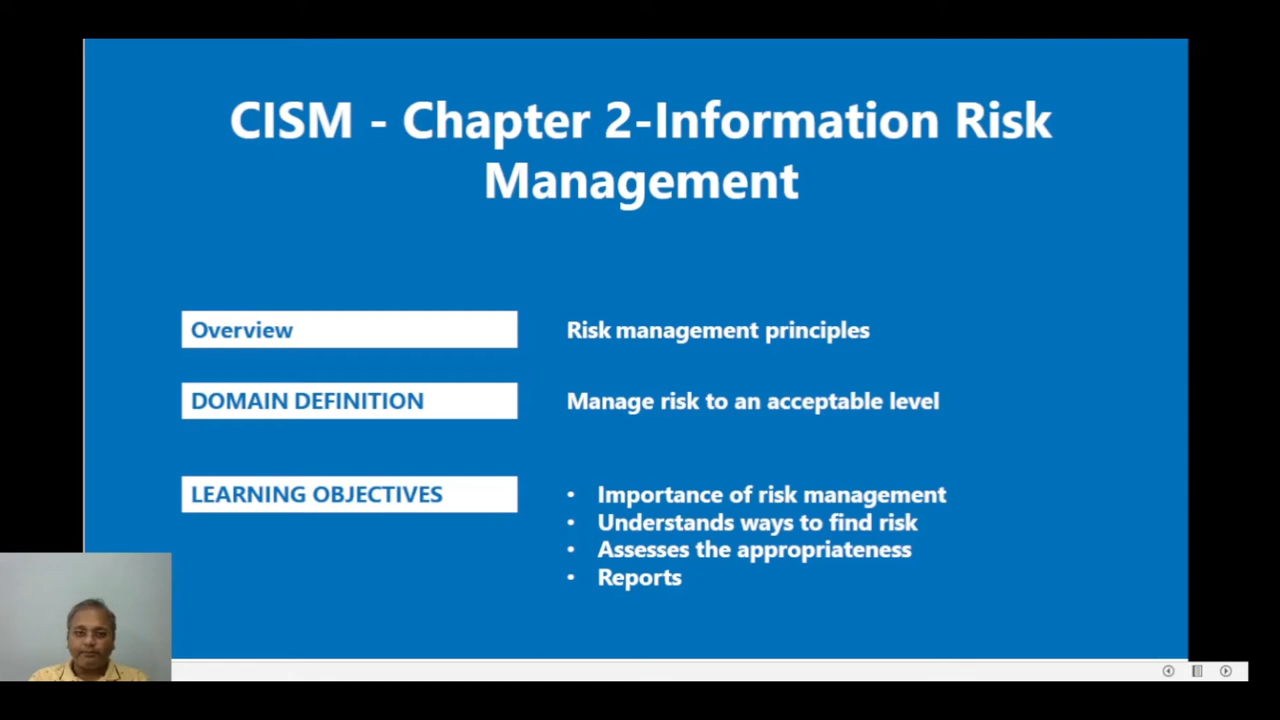 CISM - Chapter 2-Information Risk
Management
Overview
Risk management principles
DOMAIN DEFINITION
Manage risk to an acceptable level
LEARNING OBJECTIVES
• Importance of risk management
• Understands ways to find risk
• Assesses the appropriateness
• Reports